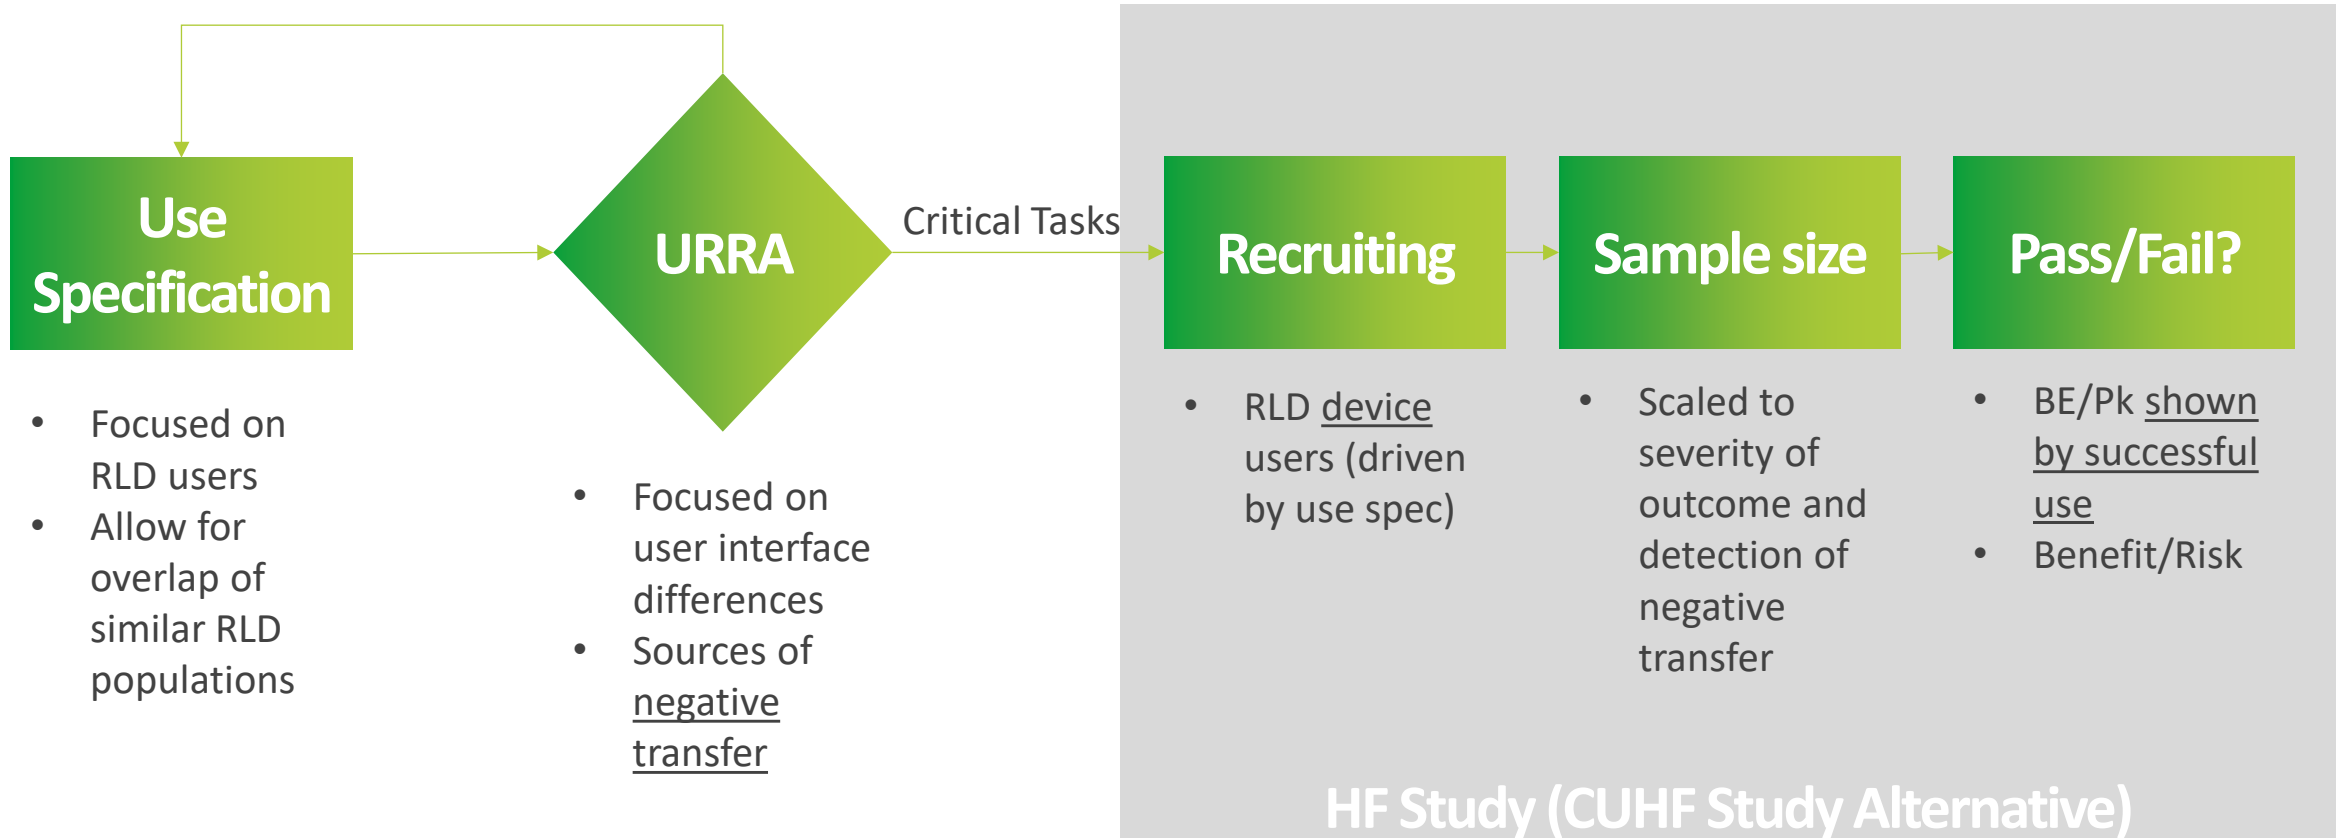 Use
Specification
URRA
Critical Tasks
Recruiting
Sample size
Pass/Fail?
• Focused on
RLD users
• Allow for
overlap of
similar RLD
populations
• Focused on
user interface
differences
• Sources of
negative
transfer
• RLD device
users (driven
by use spec)
• Scaled to
severity of
outcome and
detection of
negative
transfer
• BE/Pk shown
by successful
use
• Benefit/Risk
HF Study (CUHF Study Alternative)